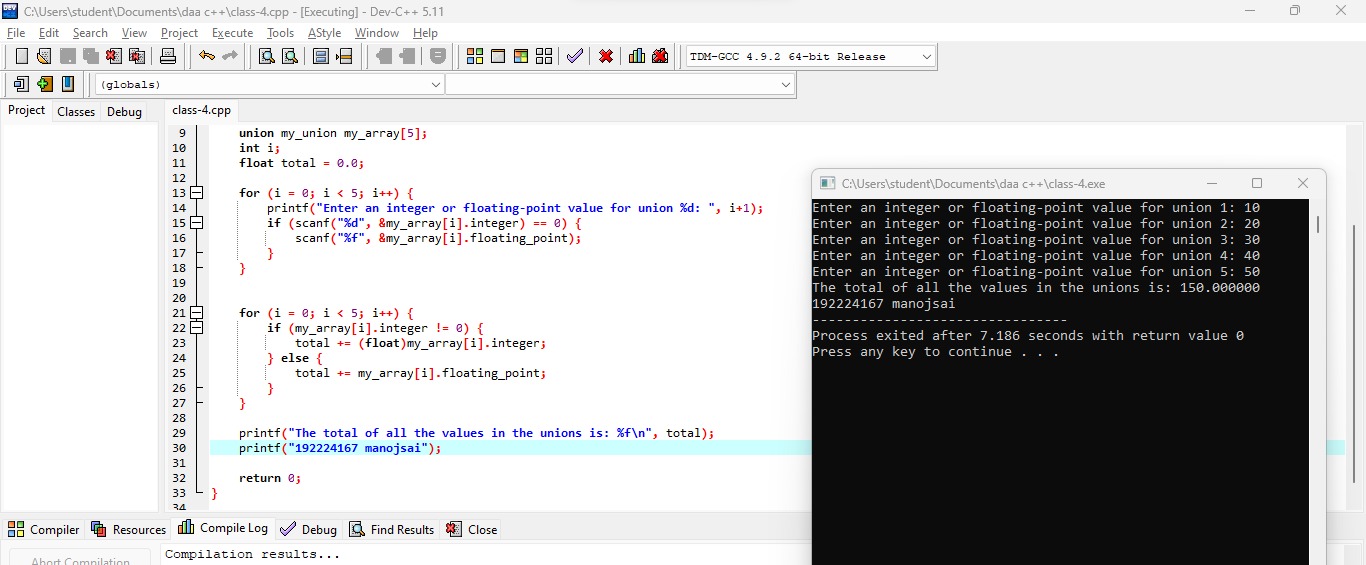 C:\Users\student\Documents\daa c++\class-4.cpp - [Executing] - Dev-C++ 5.11
File Edit Search View Project Execute Tools AStyle Window Help
TDM-GCC 4.9.2 64-bit Release
(globals)
Project Classes Debug
class-4.cpp
9 union my_union my_array[5];
10 int i;
11 float total = 0.0;
12
13 for (i = 0; i < 5; i++) {
14 printf("Enter an integer or floating-point value for union %d: ", i+1);
15 if (scanf("%d", &my_array[i].integer) == 0) {
16 scanf("%f", &my_array[i].floating_point);
17 }
18 }
19
20
21 for (i = 0; i < 5; i++) {
22 if (my_array[i].integer != 0) {
23 total += (float)my_array[i].integer;
24 } else {
25 total += my_array[i].floating_point;
26 }
27 }
28
29 printf("The total of all the values in the unions is: %f\n", total);
30 printf("192224167 manojsai");
31
32 return 0;
33 }
34
C:\Users\student\Documents\daa c++\class-4.exe
Enter an integer or floating-point value for union 1: 10
Enter an integer or floating-point value for union 2: 20
Enter an integer or floating-point value for union 3: 30
Enter an integer or floating-point value for union 4: 40
Enter an integer or floating-point value for union 5: 50
The total of all the values in the unions is: 150.000000
192224167 manojsai
--------------------------------
Process exited after 7.186 seconds with return value 0
Press any key to continue . . .
Compiler Resources Compile Log Debug Find Results Close
Abort Compilation
Compilation results...